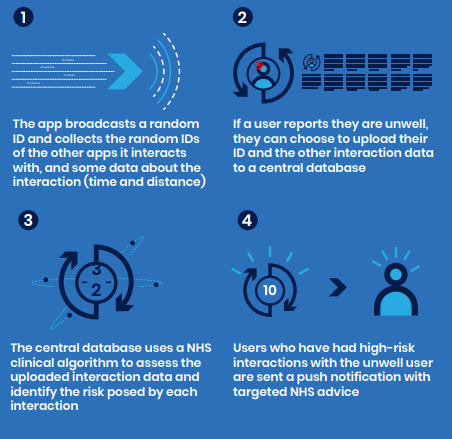 1
The app broadcasts a random
ID and collects the random IDs
of the other apps it interacts
with, and some data about the
interaction (time and distance)
2
If a user reports they are unwell,
they can choose to upload their
ID and the other interaction data
to a central database
3
3
- 2 -
The central database uses a NHS
clinical algorithm to assess the
uploaded interaction data and
identify the risk posed by each
interaction
4
10
Users who have had high-risk
interactions with the unwell user
are sent a push notification with
targeted NHS advice